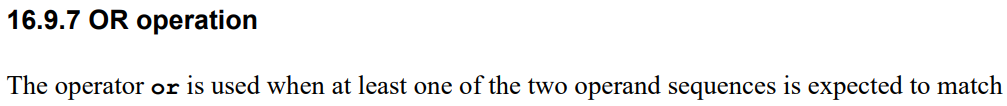 16.9.7 OR operation
The operator or is used when at least one of the two operand sequences is expected to match